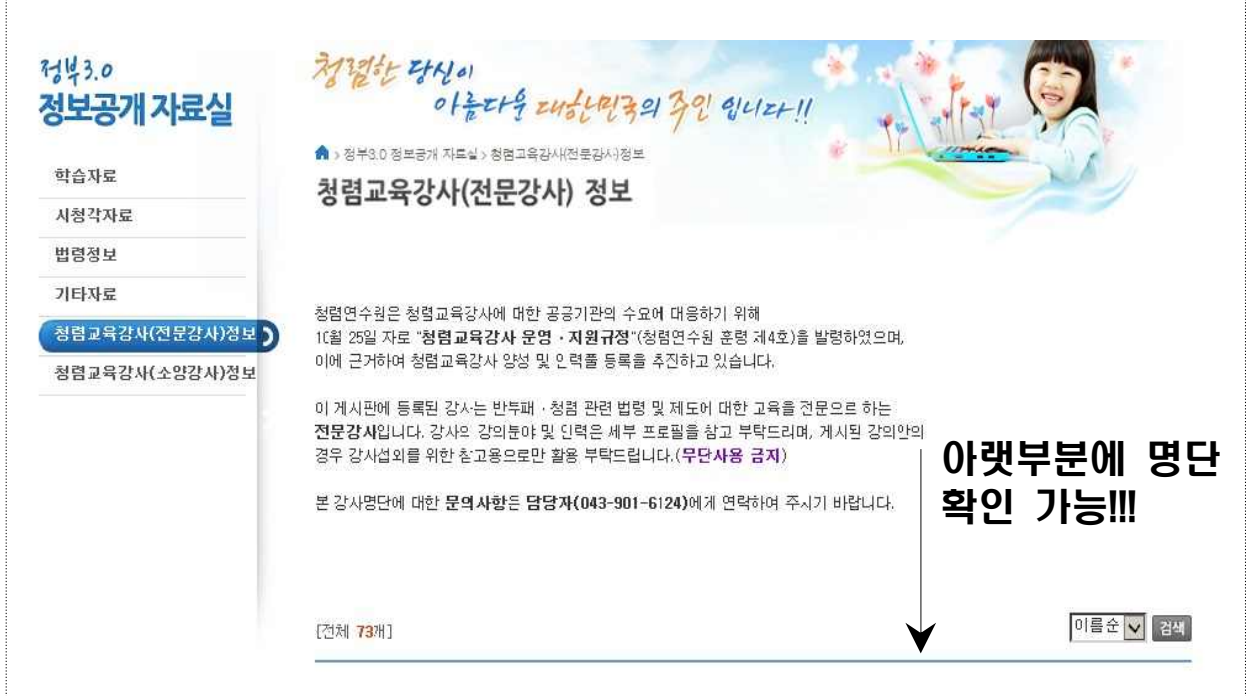 정부3.0
정보공개 자료실
학습자료
시청각자료
법령정보
기타자료
청렴교육강사(전문강사)정보
청렴교육강사(소양강사)정보
청렴한 당신이
아름다운 대한민국의 주인 입니다!!
> 정부3.0 정보공개 자료실 > 청렴교육강사(전문강사)정보
청렴교육강사(전문강사) 정보
청렴연수원은 청렴교육강사에 대한 공공기관의 수요에 대응하기 위해
10월 25일 자로 "청렴교육강사 운영 · 지원규정"(청렴연수원 훈령 제4호)을 발령하였으며,
이에 근거하여 청렴교육강사 양성 및 인력풀 등록을 추진하고 있습니다.
이 게시판에 등록된 강사는 반부패 · 청렴 관련 법령 및 제도에 대한 교육을 전문으로 하는
전문강사입니다. 강사의 강의분야 및 인력은 세부 프로필을 참고 부탁드리며, 게시된 강의안의
경우 강사섭외를 위한 참고용으로만 활용 부탁드립니다.(무단사용 금지)
본 강사명단에 대한 문의사항은 담당자(043-901-6124)에게 연락하여 주시기 바랍니다.
아랫부분에 명단
확인 가능!!!
[전체 73개]
이름순 검색